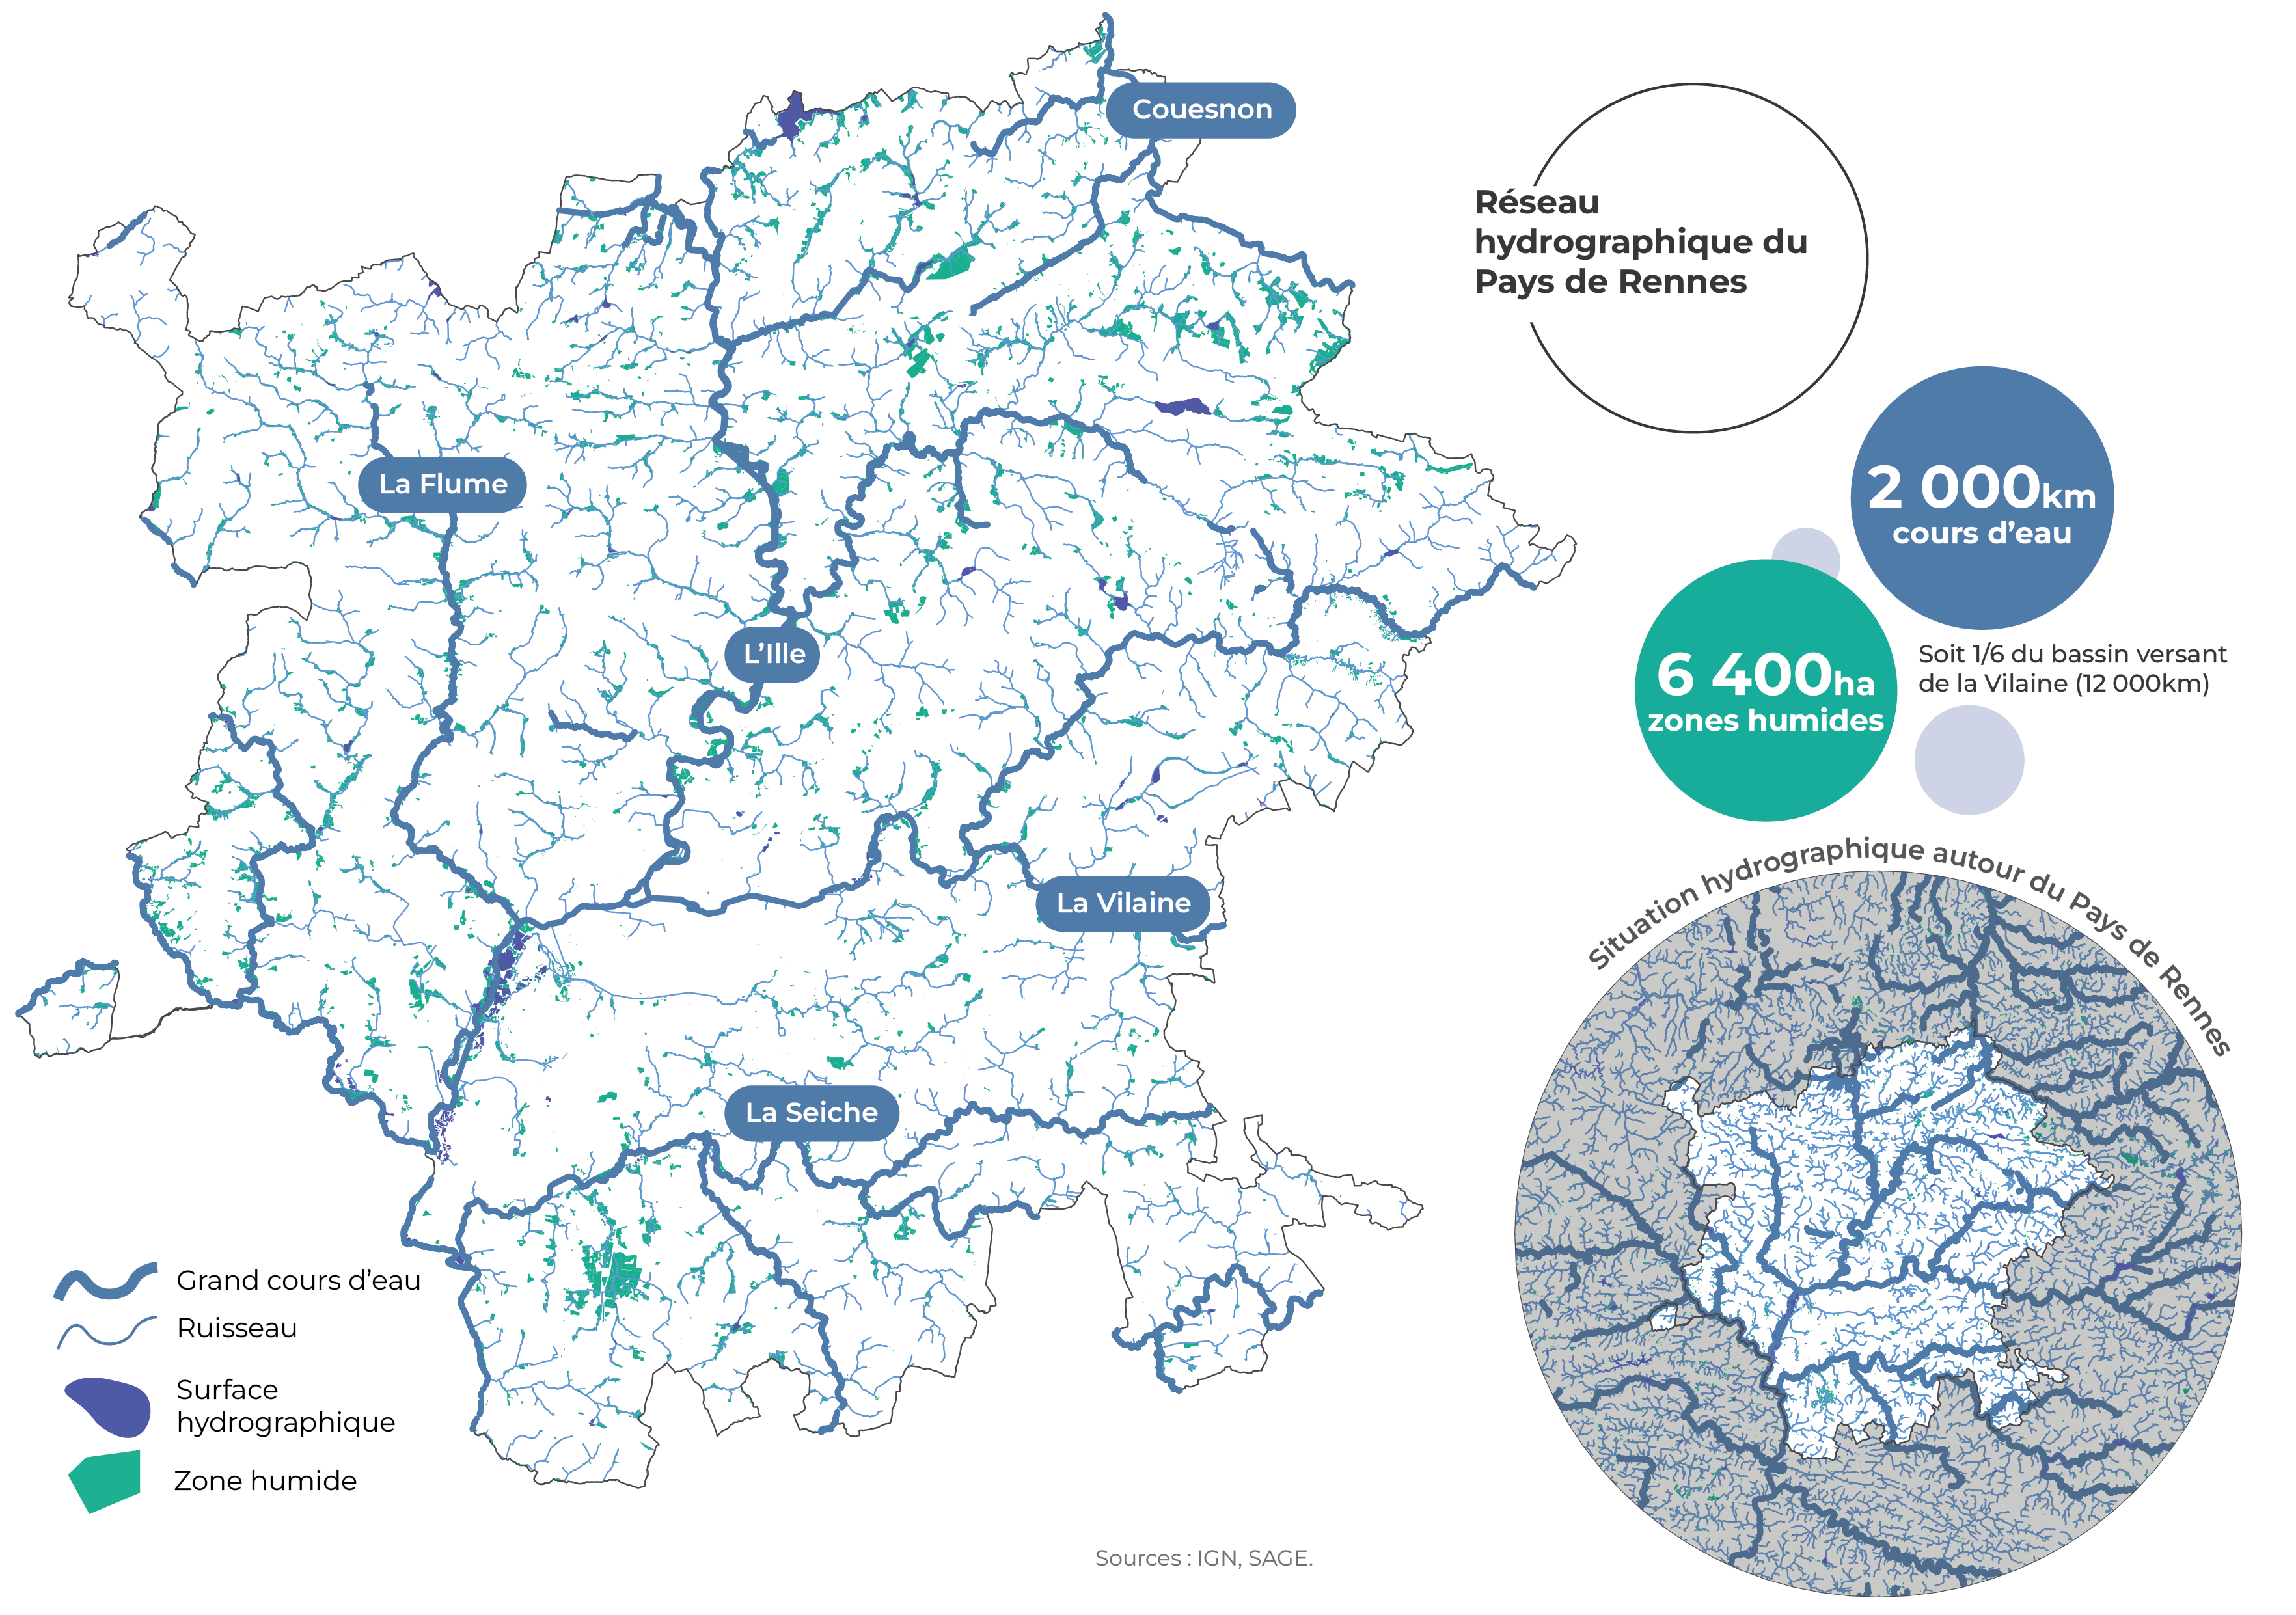 Couesnon
Réseau
hydrographique du
Pays de Rennes
La Flume
2 000km
cours d’eau
L’Ille
6 400ha
zones humides
Soit 1/6 du bassin versant
de la Vilaine (12 000km)
La Vilaine
Situation hydrographique autour du Pays de Rennes
La Seiche
Grand cours d’eau
Ruisseau
Surface
hydrographique
Zone humide
Sources : IGN, SAGE.